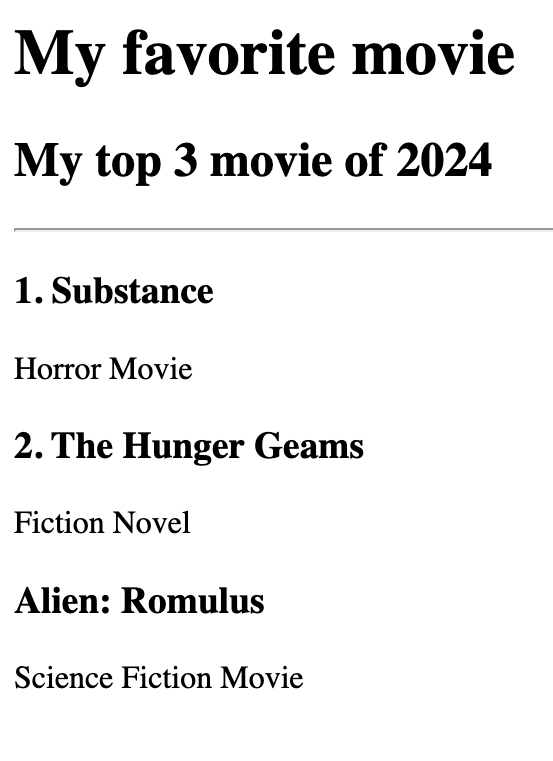 My favorite movie
My top 3 movie of 2024
1. Substance
Horror Movie
2. The Hunger Geams
Fiction Novel
Alien: Romulus
Science Fiction Movie